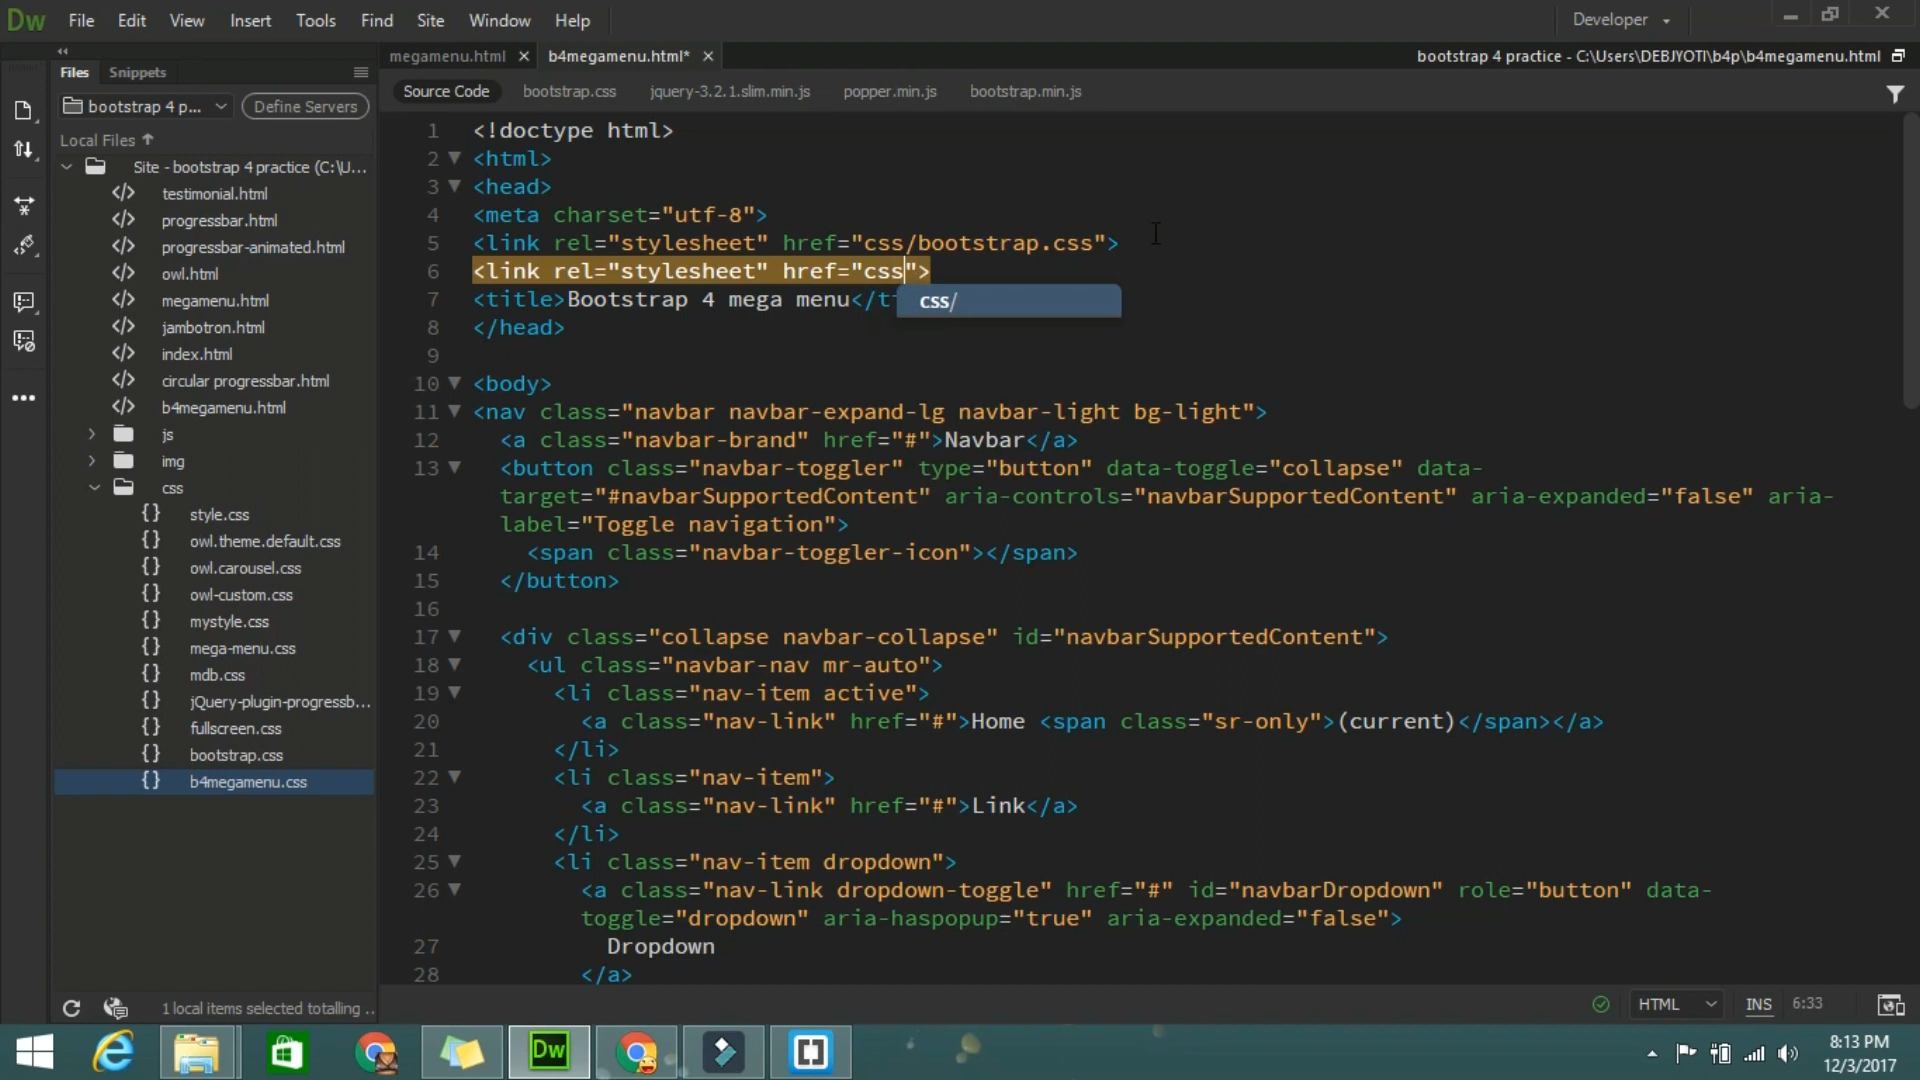 Dw File Edit View Insert Tools Find Site Window Help Developer
megamenu.html b4megamenu.html* bootstrap 4 practice - C:\Users\DEBJYOTI\b4p\b4megamenu.html
Files Snippets
Source Code bootstrap.css jquery-3.2.1.slim.min.js popper.min.js bootstrap.min.js
bootstrap 4 p... Define Servers
Local Files
Site - bootstrap 4 practice (C:\U...
testimonial.html
progressbar.html
progressbar-animated.html
owl.html
megamenu.html
jambotron.html
index.html
circular progressbar.html
b4megamenu.html
js
img
css
style.css
owl.theme.default.css
owl.carousel.css
owl-custom.css
mystyle.css
mega-menu.css
mdb.css
jQuery-plugin-progressb...
fullscreen.css
bootstrap.css
b4megamenu.css
1 local items selected totalling ..
1 <!doctype html>
2 <html>
3 <head>
4 <meta charset="utf-8">
5 <link rel="stylesheet" href="css/bootstrap.css">
6 <link rel="stylesheet" href="css">
7 <title>Bootstrap 4 mega menu</t
css/
8 </head>
9
10 <body>
11 <nav class="navbar navbar-expand-lg navbar-light bg-light">
12 <a class="navbar-brand" href="#">Navbar</a>
13 <button class="navbar-toggler" type="button" data-toggle="collapse" data-
target="#navbarSupportedContent" aria-controls="navbarSupportedContent" aria-expanded="false" aria-
label="Toggle navigation">
14 <span class="navbar-toggler-icon"></span>
15 </button>
16
17 <div class="collapse navbar-collapse" id="navbarSupportedContent">
18 <ul class="navbar-nav mr-auto">
19 <li class="nav-item active">
20 <a class="nav-link" href="#">Home <span class="sr-only">(current)</span></a>
21 </li>
22 <li class="nav-item">
23 <a class="nav-link" href="#">Link</a>
24 </li>
25 <li class="nav-item dropdown">
26 <a class="nav-link dropdown-toggle" href="#" id="navbarDropdown" role="button" data-
toggle="dropdown" aria-haspopup="true" aria-expanded="false">
27 Dropdown
28 </a>
HTML INS 6:33
Dw
8:13 PM
12/3/2017